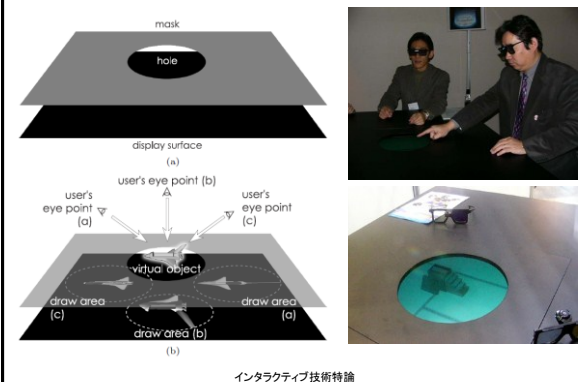 mask
hole
display surface
(a)
user's eye point (b)
user's
eye point
(a)
user's
eye point
(c)
virtual object
draw area
(c)
draw area
(a)
draw area (b)
(b)
インタラクティブ技術特論